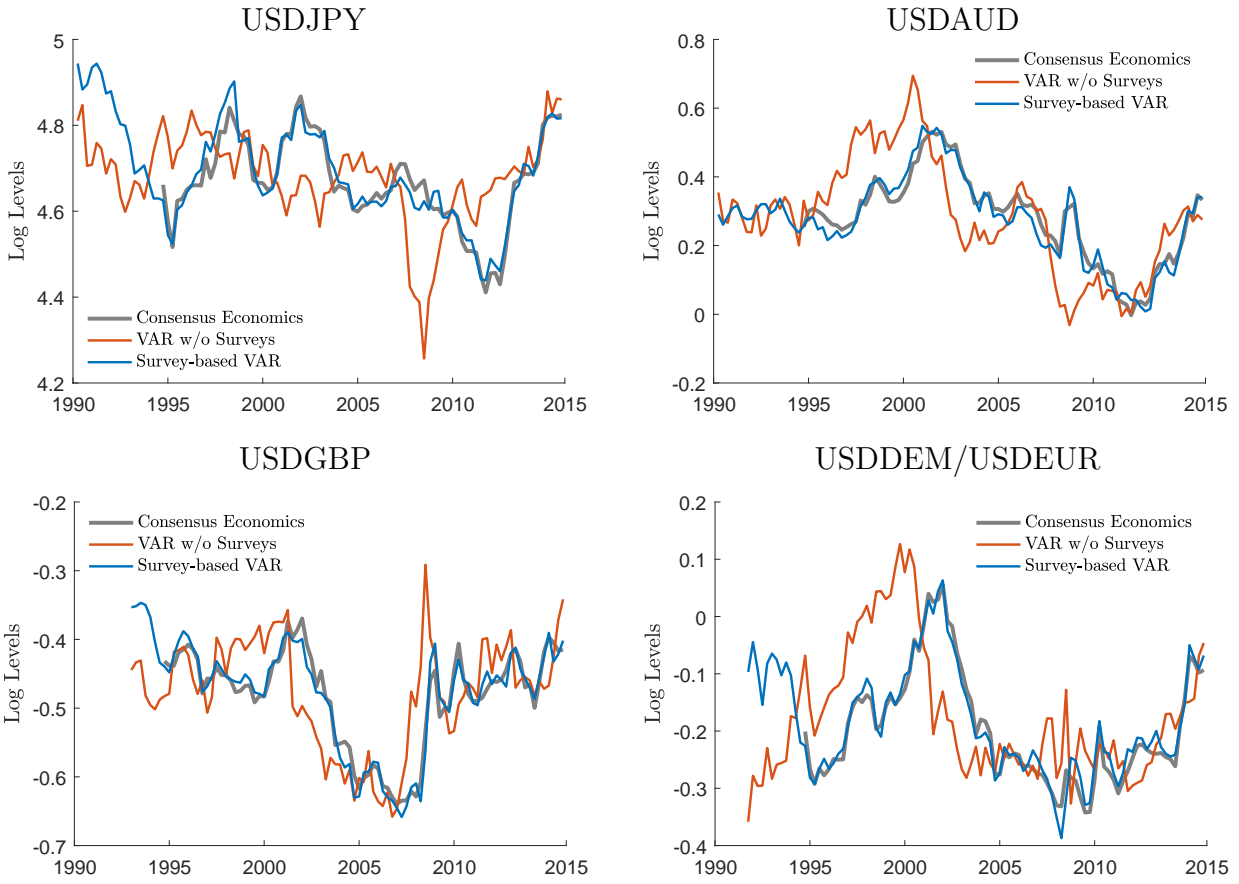 USDJPY
5
4.8
4.6
4.4
4.2
Log Levels
Consensus Economics
VAR w/o Surveys
Survey-based VAR
1990 1995 2000 2005 2010 2015
USDAUD
0.8
0.6
0.4
0.2
0
-0.2
Log Levels
Consensus Economics
VAR w/o Surveys
Survey-based VAR
1990 1995 2000 2005 2010 2015
USDGBP
-0.2
-0.3
-0.4
-0.5
-0.6
-0.7
Log Levels
Consensus Economics
VAR w/o Surveys
Survey-based VAR
1990 1995 2000 2005 2010 2015
USDDEM/USDEUR
0.2
0.1
0
-0.1
-0.2
-0.3
-0.4
Log Levels
Consensus Economics
VAR w/o Surveys
Survey-based VAR
1990 1995 2000 2005 2010 2015